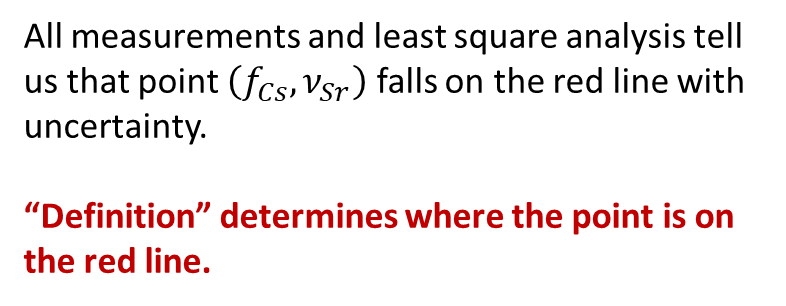 All measurements and least square analysis tell
us that point (f_Cs, ν_Sr) falls on the red line with
uncertainty.
“Definition” determines where the point is on
the red line.